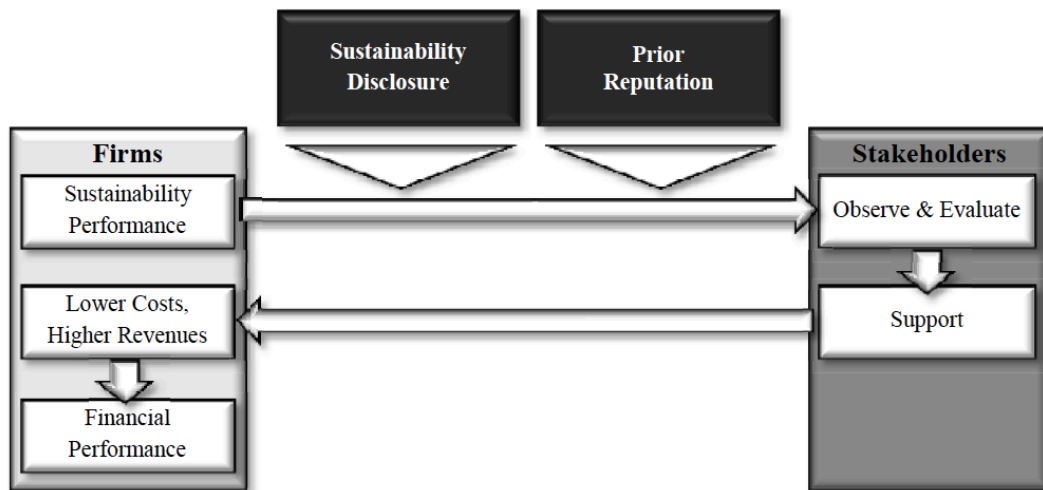 Sustainability
Disclosure
Prior
Reputation
Firms
Sustainability
Performance
Lower Costs,
Higher Revenues
Financial
Performance
Stakeholders
Observe & Evaluate
Support